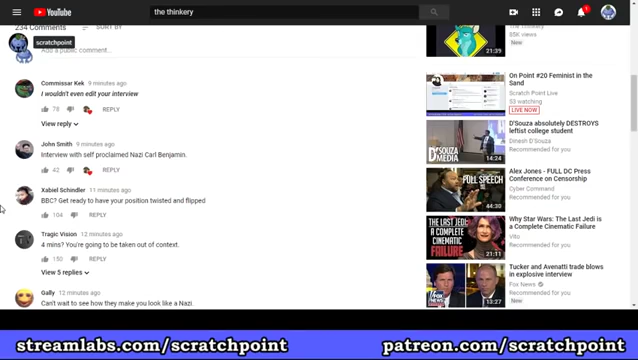 YouTube
the thinkery
234 Comments
SORT BY
scratchpoint
Add a public comment...
Commissar Kek 9 minutes ago
I wouldn't even edit your interview
78 REPLY
View reply
John Smith 9 minutes ago
Interview with self proclaimed Nazi Carl Benjamin.
42 REPLY
Xabiel Schindler 11 minutes ago
BBC? Get ready to have your position twisted and flipped
104 REPLY
Tragic Vision 12 minutes ago
4 mins? You're going to be taken out of context.
150 REPLY
View 5 replies
Gally 12 minutes ago
Can't wait to see how they make you look like a Nazi.
85K views
New
21:39
On Point #20 Feminist in the
Sand
Scratch Point Live
53 watching
LIVE NOW
D'SOUZA
MEDIA
14:24
D'Souza absolutely DESTROYS
leftist college student
Dinesh D'Souza
Recommended for you
FULL SPEECH
44:30
Alex Jones - FULL DC Press
Conference on Censorship
Cyber Command
Recommended for you
THE LAST JEDI:
A COMPLETE
CINEMATIC
FAILURE
21:11
Why Star Wars: The Last Jedi is
a Complete Cinematic Failure
Vito
Recommended for you
13:27
Tucker and Avenatti trade blows
in explosive interview
Fox News
Recommended for you
New
streamlabs.com/scratchpoint
patreon.com/scratchpoint